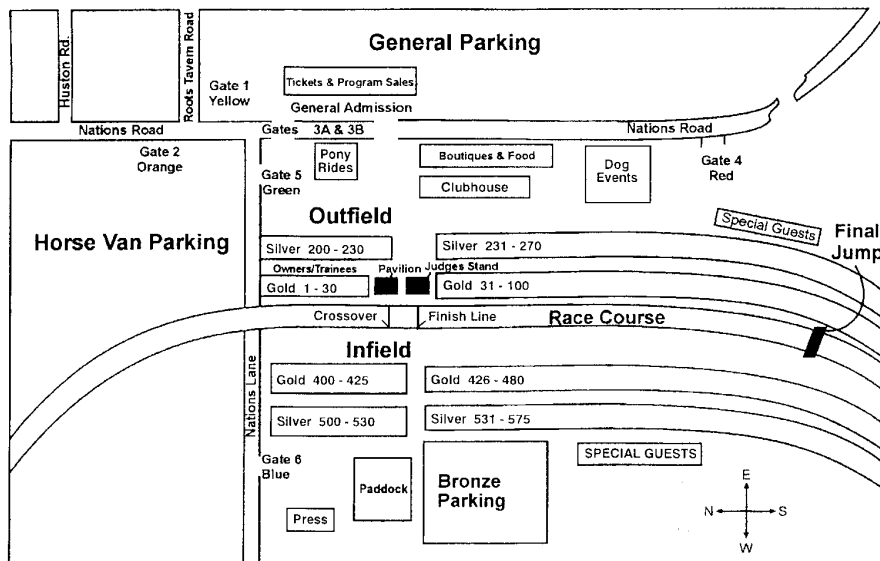 General Parking
Huston Rd.
Roots Tavern Road
Gate 1
Yellow
Tickets & Program Sales
General Admission
Nations Road
Gates 3A & 3B
Nations Road
Gate 2
Orange
Gate 5
Green
Pony
Rides
Boutiques & Food
Clubhouse
Dog
Events
Gate 4
Red
Outfield
Special Guests
Final
Jump
Horse Van Parking
Silver 200 - 230
Silver 231 - 270
Owners/Trainees
Pavilion
Judges Stand
Gold 1 - 30
Gold 31 - 100
Crossover
Finish Line
Race Course
Infield
Nations Lane
Gold 400 - 425
Gold 426 - 480
Silver 500 - 530
Silver 531 - 575
Gate 6
Blue
Paddock
Bronze
Parking
SPECIAL GUESTS
Press
E
N
S
W